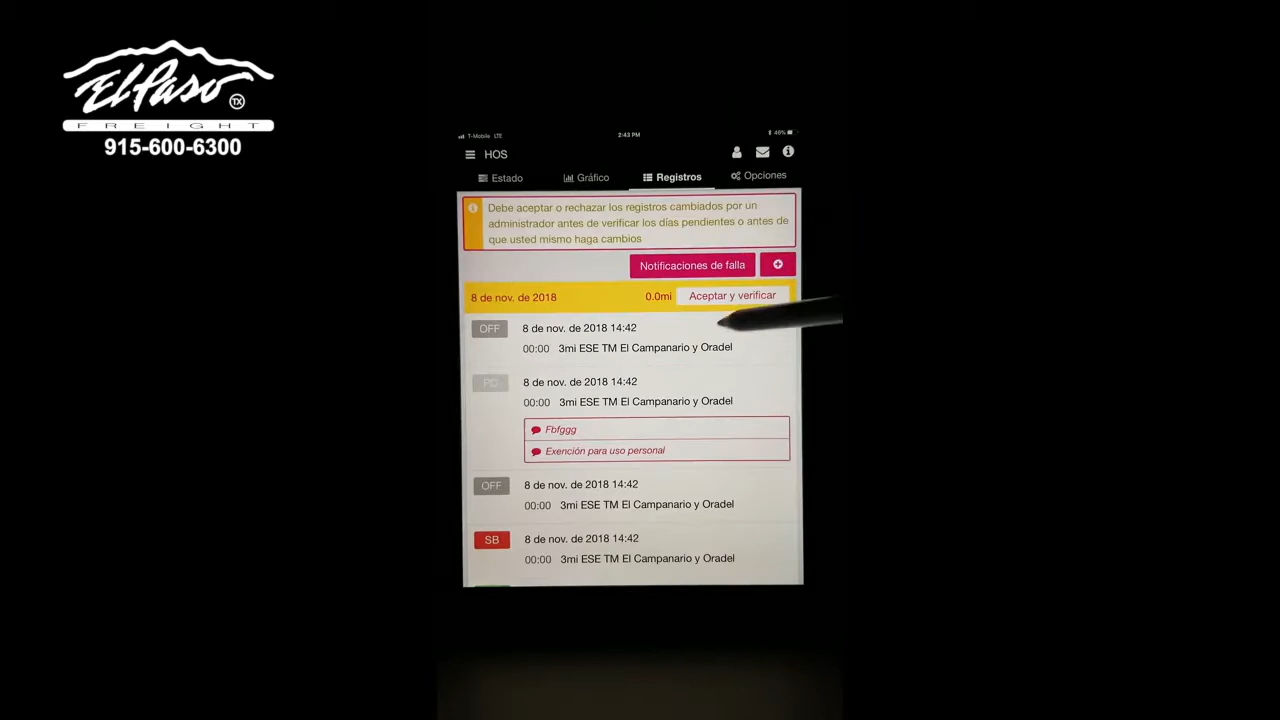 El Paso TX
FREIGHT
915-600-6300
T-Mobile LTE 2:43 PM 46%
HOS
Estado Gráfico Registros Opciones
Debe aceptar o rechazar los registros cambiados por un
administrador antes de verificar los días pendientes o antes de
que usted mismo haga cambios
Notificaciones de falla
8 de nov. de 2018 0.0mi Aceptar y verificar
OFF 8 de nov. de 2018 14:42
00:00 3mi ESE TM El Campanario y Oradel
PC 8 de nov. de 2018 14:42
00:00 3mi ESE TM El Campanario y Oradel
Fbfggg
Exención para uso personal
OFF 8 de nov. de 2018 14:42
00:00 3mi ESE TM El Campanario y Oradel
SB 8 de nov. de 2018 14:42
00:00 3mi ESE TM El Campanario y Oradel